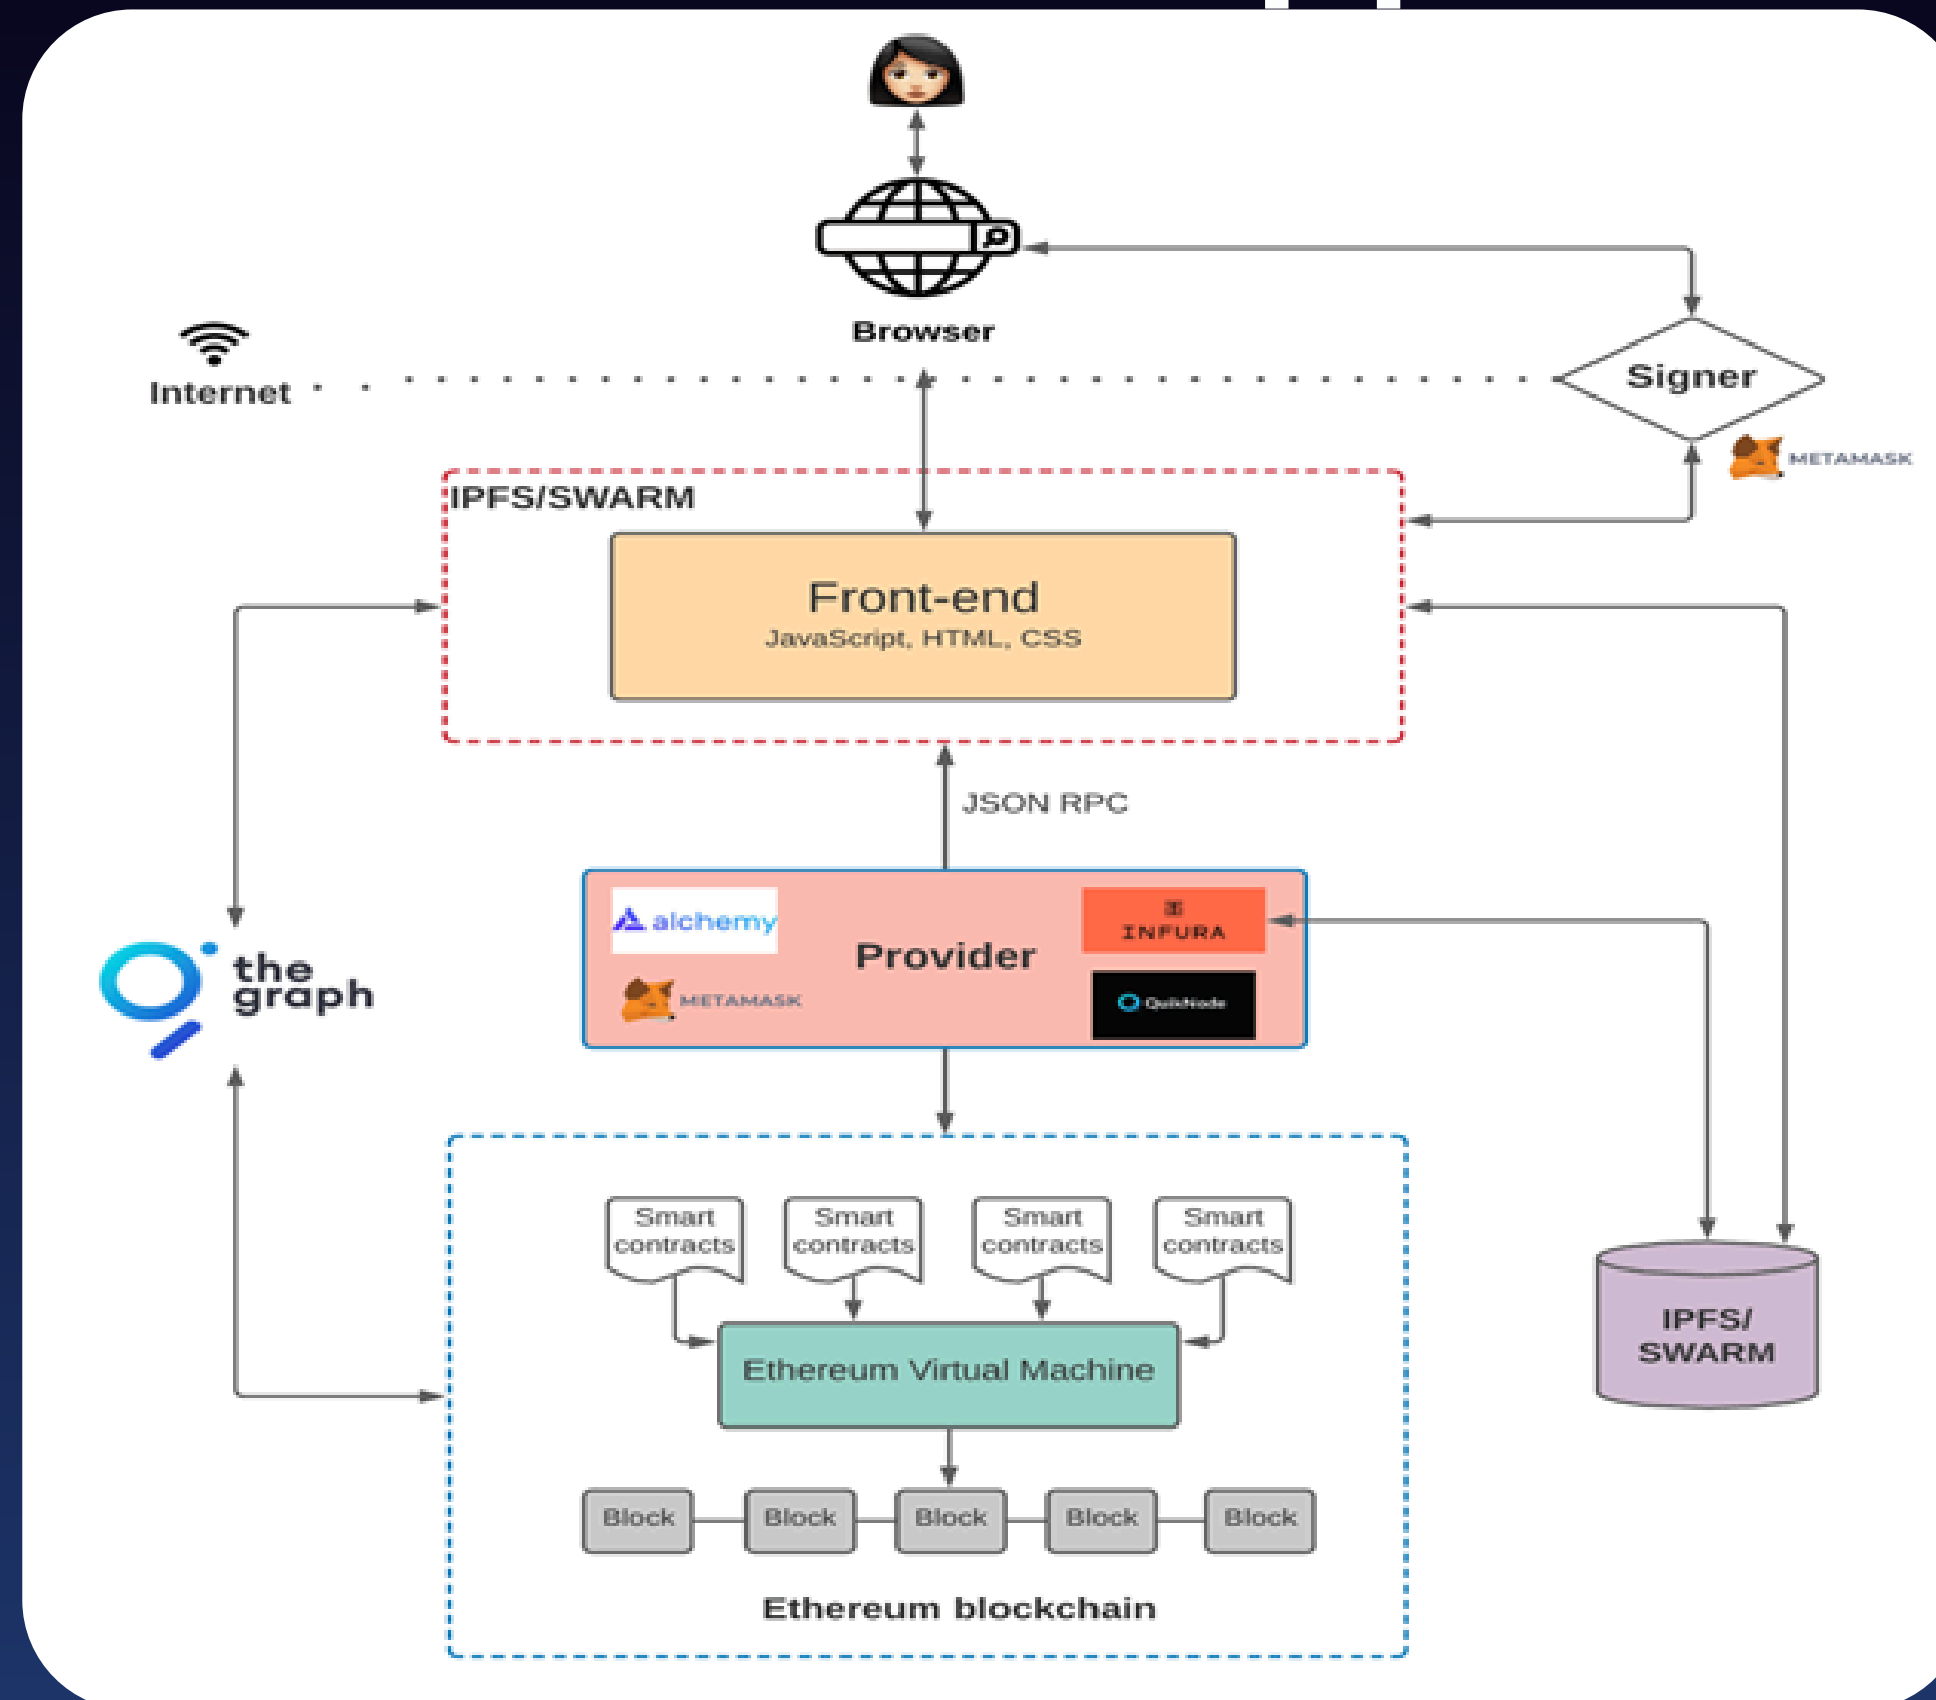 Browser
Internet
Signer
METAMASK
IPFS/SWARM
Front-end
JavaScript, HTML, CSS
JSON RPC
alchemy
INFURA
Provider
METAMASK
QuikNode
the
graph
Smart
contracts
Smart
contracts
Smart
contracts
Smart
contracts
Ethereum Virtual Machine
IPFS/
SWARM
Block
Block
Block
Block
Block
Ethereum blockchain